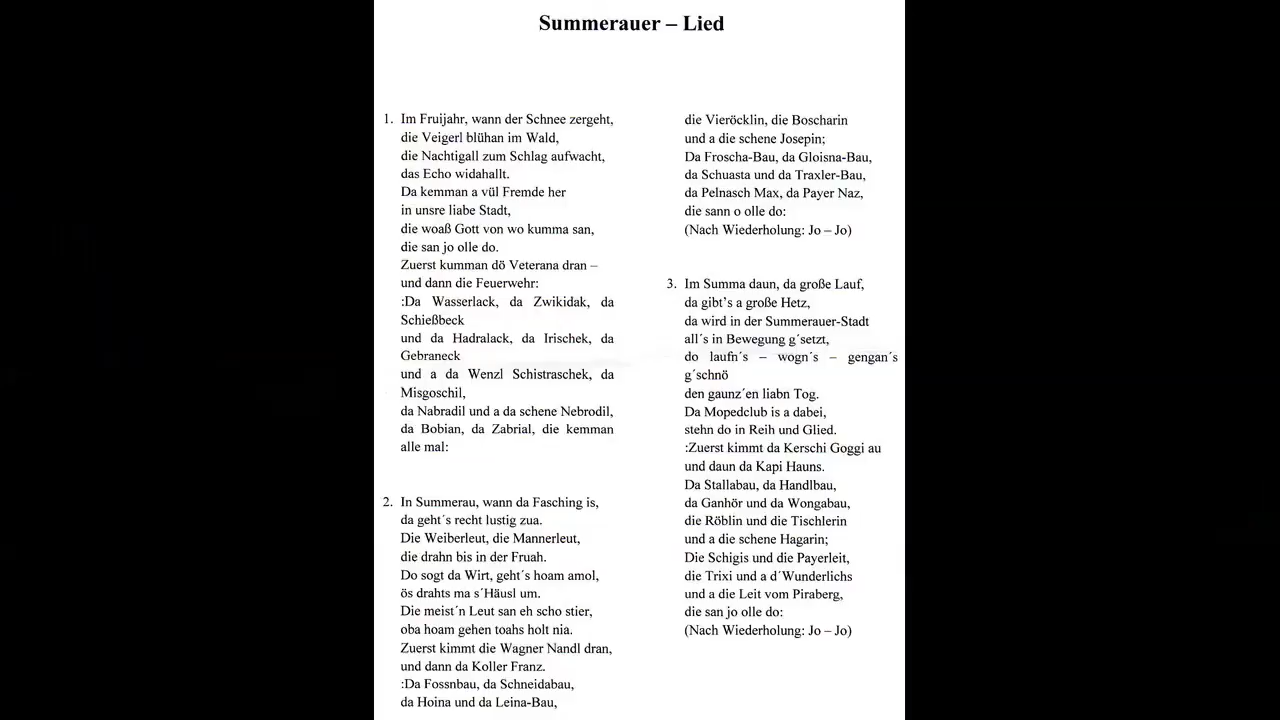 Summerauer – Lied
1. Im Fruijahr, wann der Schnee zergeht,
die Veigerl blühan im Wald,
die Nachtigall zum Schlag aufwacht,
das Echo widahallt.
Da kemman a vül Fremde her
in unsre liabe Stadt,
die woaß Gott von wo kumma san,
die san jo olle do.
Zuerst kumman dö Veterana dran –
und dann die Feuerwehr:
:Da Wasserlack, da Zwikidak, da
Schießbeck
und da Hadralack, da Irischek, da
Gebraneck
und a da Wenzl Schistraschek, da
Misgoschil,
da Nabradil und a da schene Nebrodil,
da Bobian, da Zabrial, die kemman
alle mal:
2. In Summerau, wann da Fasching is,
da geht´s recht lustig zua.
Die Weiberleut, die Mannerleut,
die drahn bis in der Fruah.
Do sogt da Wirt, geht´s hoam amol,
ös drahts ma s´Häusl um.
Die meist´n Leut san eh scho stier,
oba hoam gehen toahs holt nia.
Zuerst kimmt die Wagner Nandl dran,
und dann da Koller Franz.
:Da Fossnbau, da Schneidabau,
da Hoina und da Leina-Bau,
die Vieröcklin, die Boscharin
und a die schene Josepin;
Da Froscha-Bau, da Gloisna-Bau,
da Schuasta und da Traxler-Bau,
da Pelnasch Max, da Payer Naz,
die sann o olle do:
(Nach Wiederholung: Jo – Jo)
3. Im Summa daun, da große Lauf,
da gibt's a große Hetz,
da wird in der Summerauer-Stadt
all´s in Bewegung g´setzt,
do laufn´s – wogn´s – gengan´s
g´schnö
den gaunz´en liabn Tog.
Da Mopedclub is a dabei,
stehn do in Reih und Glied.
:Zuerst kimmt da Kerschi Goggi au
und daun da Kapi Hauns.
Da Stallabau, da Handlbau,
da Ganhör und da Wongabau,
die Röblin und die Tischlerin
und a die schene Hagarin;
Die Schigis und die Payerleit,
die Trixi und a d´Wunderlichs
und a die Leit vom Piraberg,
die san jo olle do:
(Nach Wiederholung: Jo – Jo)